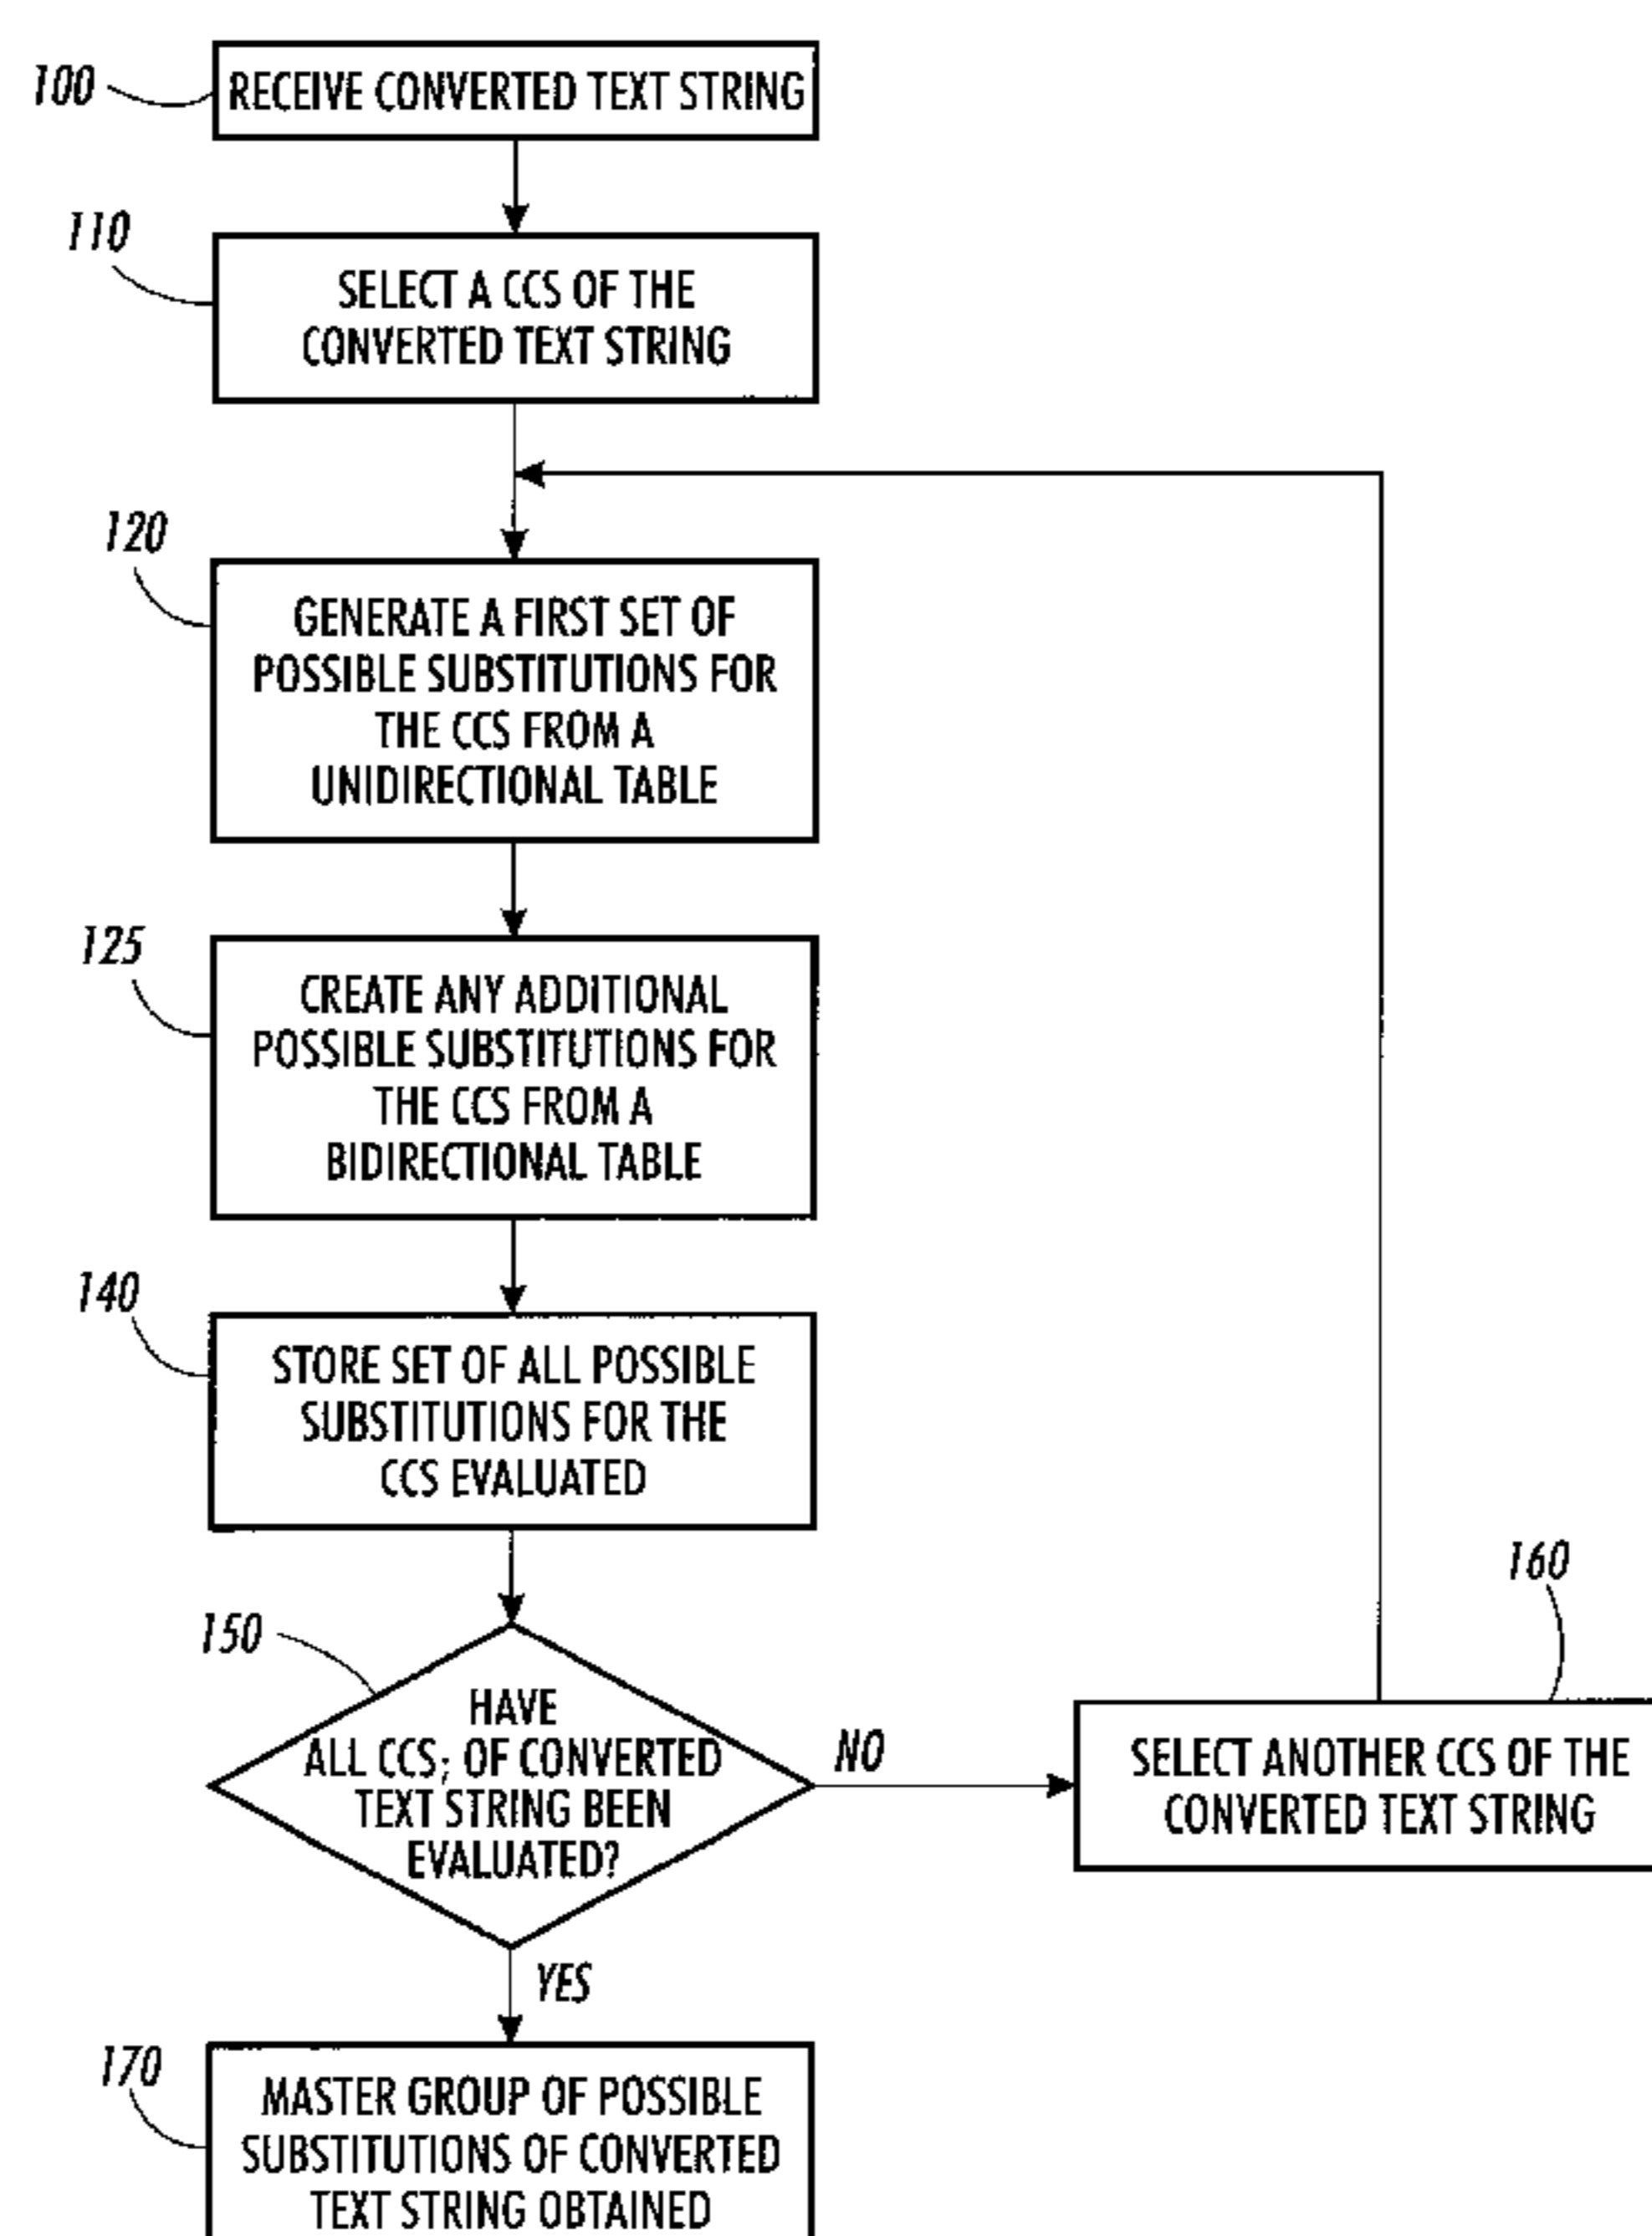 100
RECEIVE CONVERTED TEXT STRING
110
SELECT A CCS OF THE
CONVERTED TEXT STRING
120
GENERATE A FIRST SET OF
POSSIBLE SUBSTITUTIONS FOR
THE CCS FROM A
UNIDIRECTIONAL TABLE
125
CREATE ANY ADDITIONAL
POSSIBLE SUBSTITUTIONS FOR
THE CCS FROM A
BIDIRECTIONAL TABLE
140
STORE SET OF ALL POSSIBLE
SUBSTITUTIONS FOR THE
CCS EVALUATED
150
HAVE
ALL CCS; OF CONVERTED
TEXT STRING BEEN
EVALUATED?
NO
160
SELECT ANOTHER CCS OF THE
CONVERTED TEXT STRING
YES
170
MASTER GROUP OF POSSIBLE
SUBSTITUTIONS OF CONVERTED
TEXT STRING OBTAINED